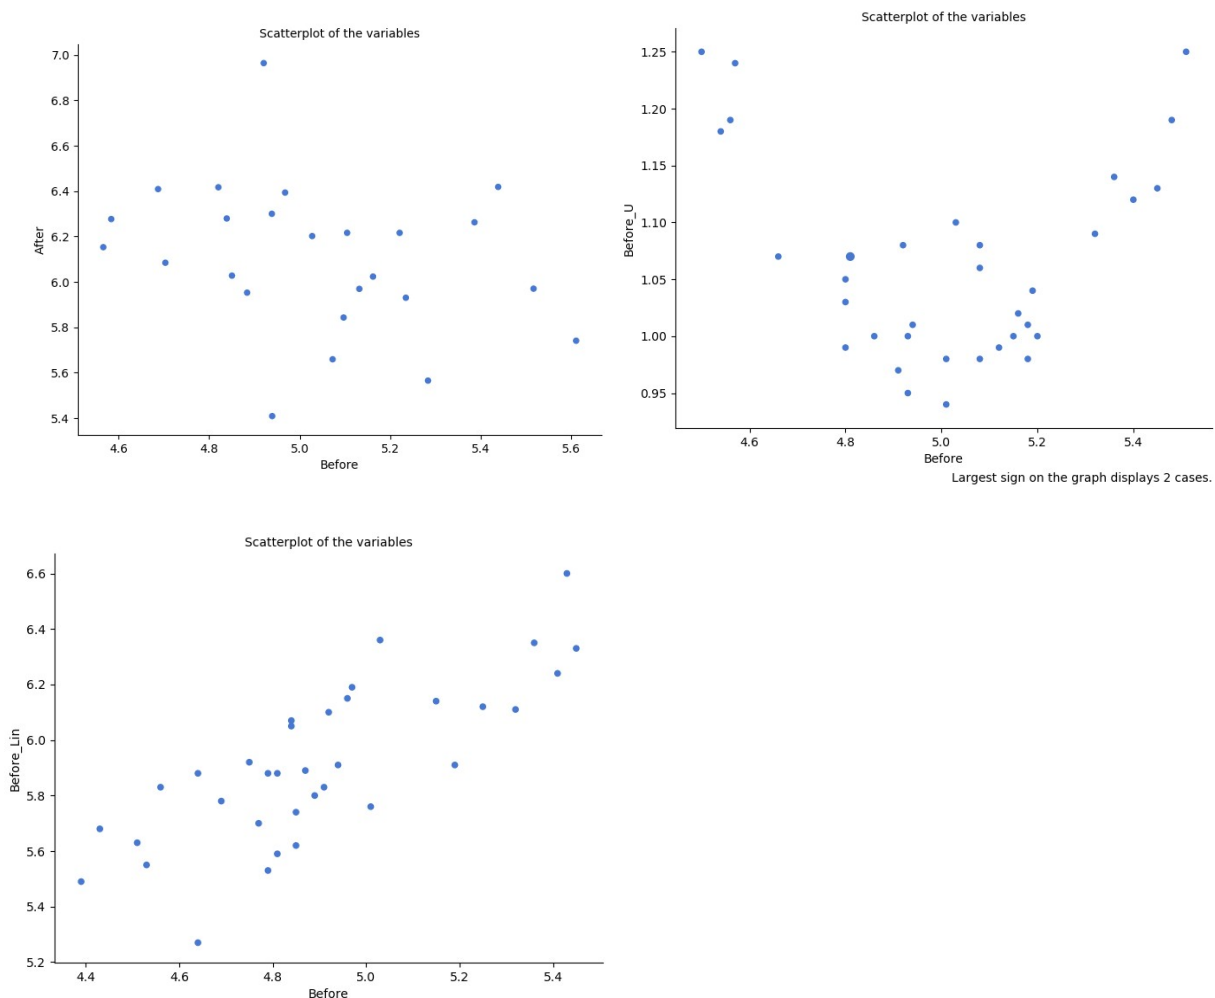 Scatterplot of the variables
7.0
6.8
6.6
6.4
6.2
6.0
5.8
5.6
5.4
After
4.6 4.8 5.0 5.2 5.4 5.6
Before
Scatterplot of the variables
1.25
1.20
1.15
1.10
1.05
1.00
0.95
Before_U
4.6 4.8 5.0 5.2 5.4
Before
Largest sign on the graph displays 2 cases.
Scatterplot of the variables
6.6
6.4
6.2
6.0
5.8
5.6
5.4
5.2
Before_Lin
4.4 4.6 4.8 5.0 5.2 5.4
Before